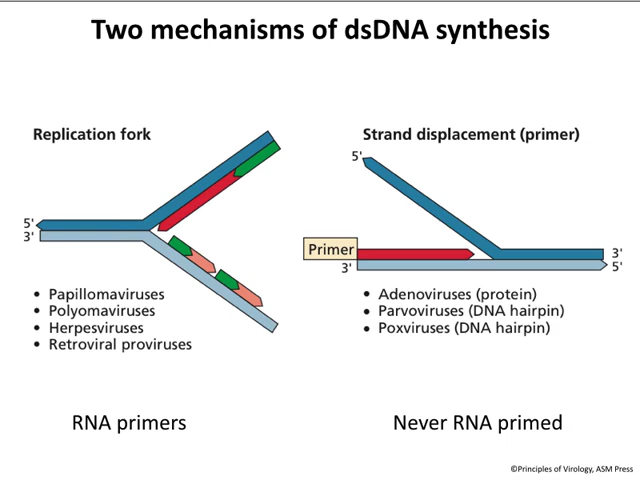 Two mechanisms of dsDNA synthesis
Replication fork
5'
3'
• Papillomaviruses
• Polyomaviruses
• Herpesviruses
• Retroviral proviruses
RNA primers
Strand displacement (primer)
5'
Primer
3'
3'
5'
• Adenoviruses (protein)
• Parvoviruses (DNA hairpin)
• Poxviruses (DNA hairpin)
Never RNA primed
©Principles of Virology, ASM Press